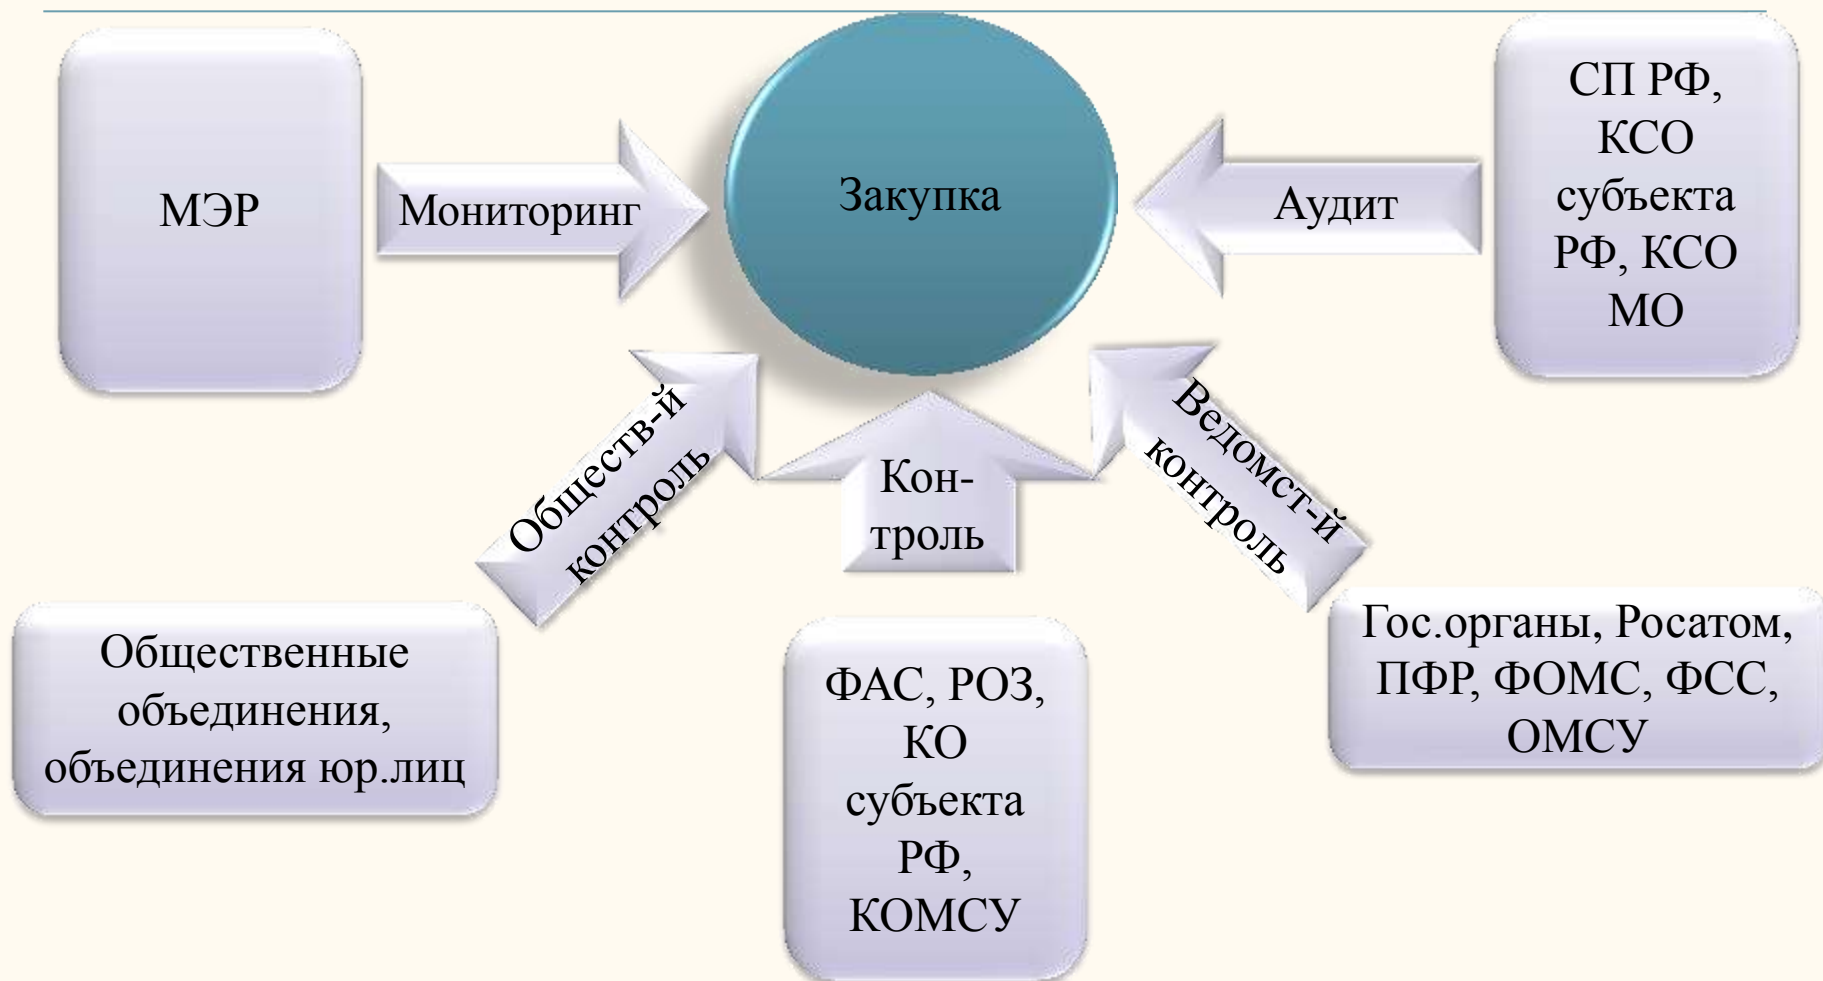 МЭР
Мониторинг
Закупка
Аудит
СП РФ,
КСО
субъекта
РФ, КСО
МО
Обществ-й
контроль
Кон-
троль
Ведомст-й
контроль
Общественные
объединения,
объединения юр.лиц
ФАС, РОЗ,
КО
субъекта
РФ,
КОМСУ
Гос.органы, Росатом,
ПФР, ФОМС, ФСС,
ОМСУ